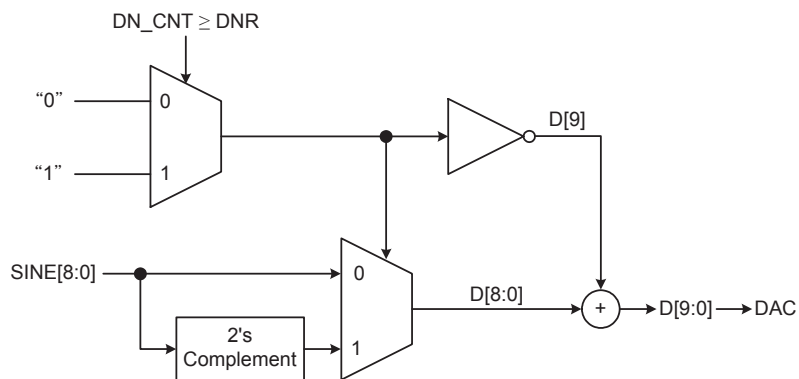 DN_CNT ≥ DNR
“0”
0
“1”
1
D[9]
SINE[8:0]
0
D[8:0]
+
D[9:0]
DAC
2's
Complement
1